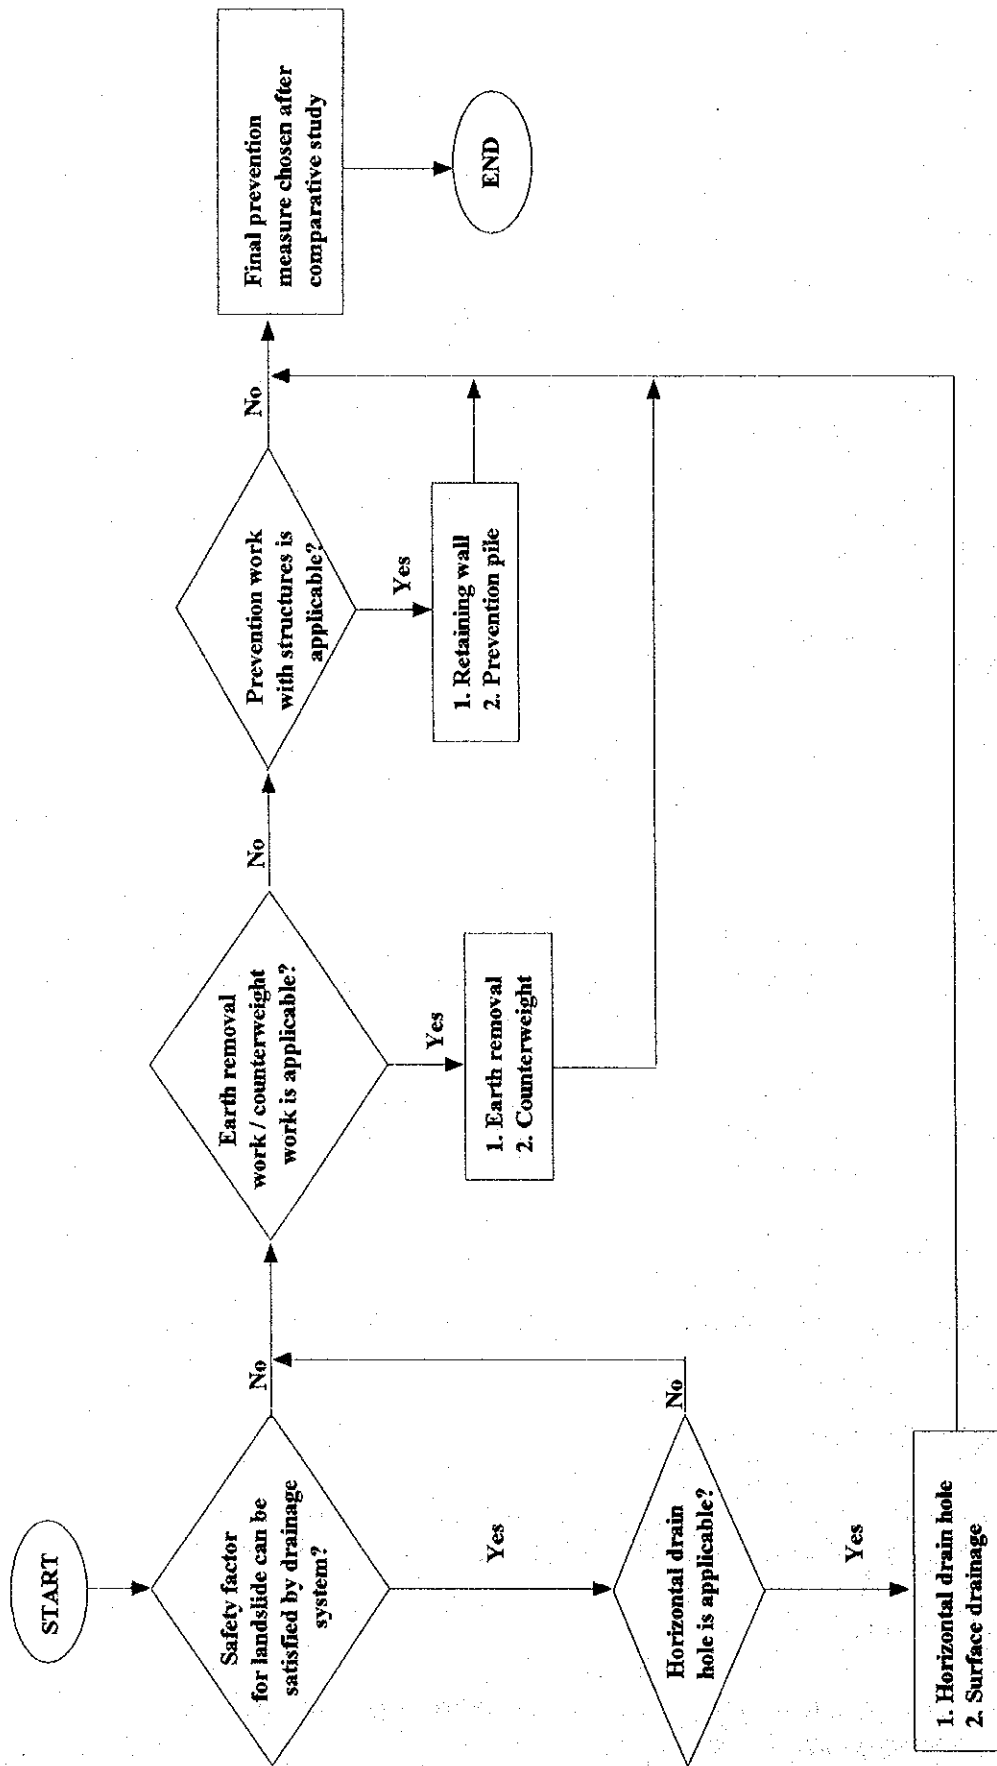 START
Safety factor
for landslide can be
satisfied by drainage
system?
No
Yes
Horizontal drain
hole is applicable?
No
Yes
1. Horizontal drain hole
2. Surface drainage
Earth removal
work / counterweight
work is applicable?
No
Yes
1. Earth removal
2. Counterweight
Prevention work
with structures is
applicable?
No
Yes
1. Retaining wall
2. Prevention pile
Final prevention
measure chosen after
comparative study
END